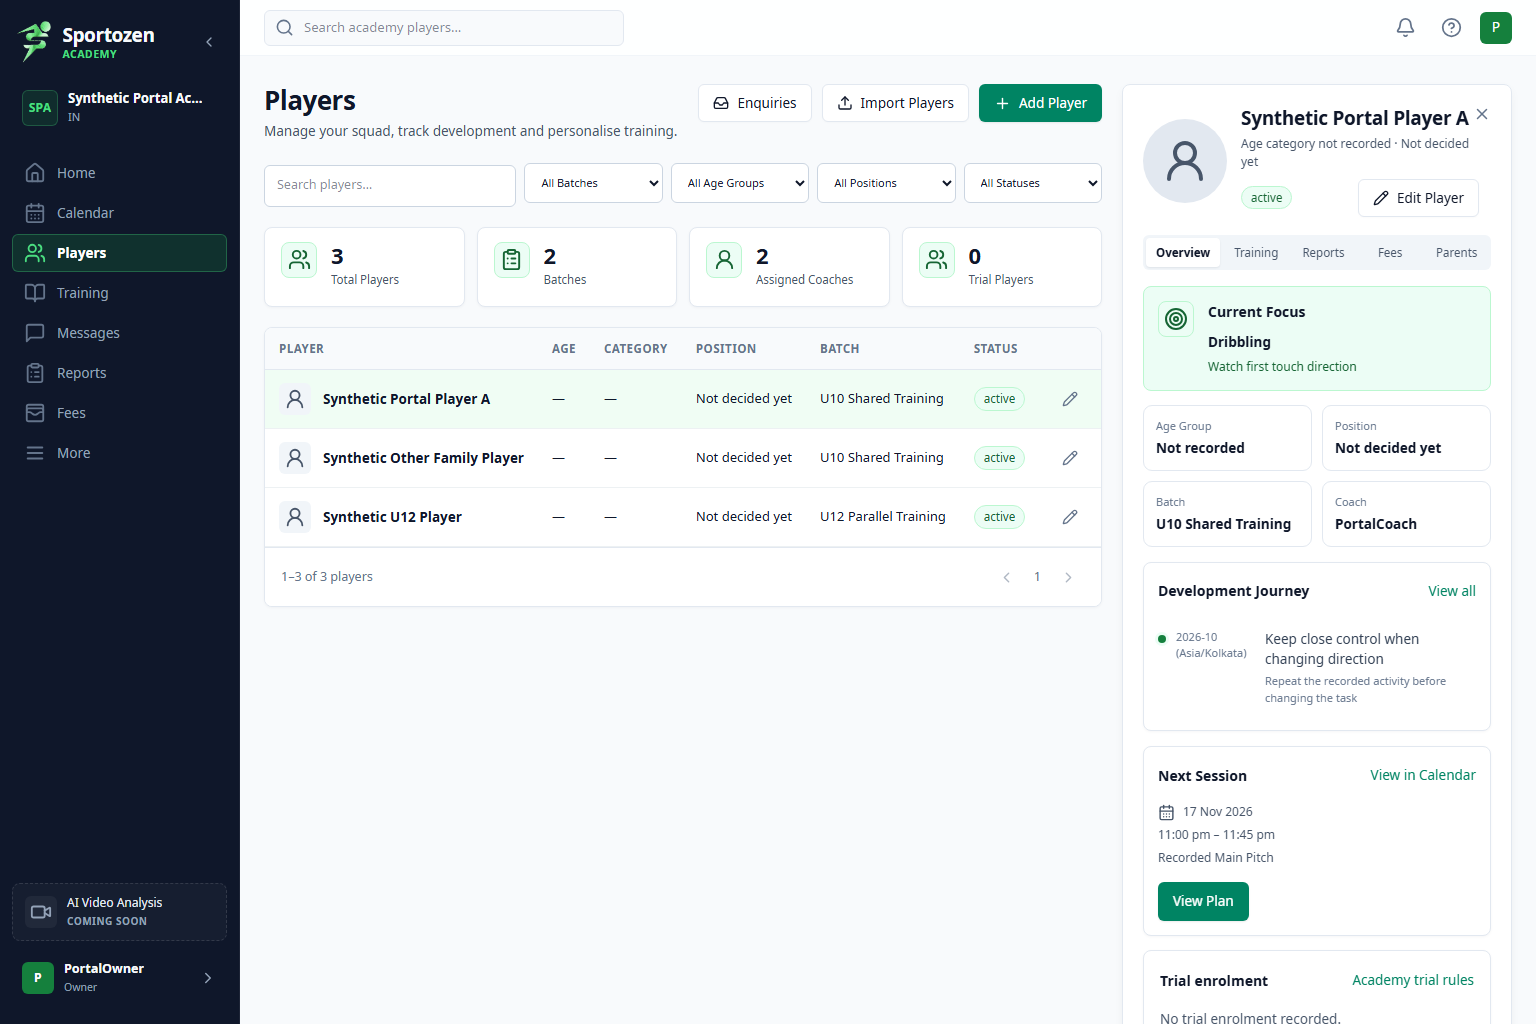 Sportozen
ACADEMY
SPA
Synthetic Portal Ac...
IN
Home
Calendar
Players
Training
Messages
Reports
Fees
More
AI Video Analysis
COMING SOON
P
PortalOwner
Owner
Search academy players...
P
Players
Manage your squad, track development and personalise training.
Enquiries
Import Players
Add Player
Search players...
All Batches
All Age Groups
All Positions
All Statuses
3
Total Players
2
Batches
2
Assigned Coaches
0
Trial Players
PLAYER AGE CATEGORY POSITION BATCH STATUS
Synthetic Portal Player A — — Not decided yet U10 Shared Training active
Synthetic Other Family Player — — Not decided yet U10 Shared Training active
Synthetic U12 Player — — Not decided yet U12 Parallel Training active
1–3 of 3 players
1
Synthetic Portal Player A
Age category not recorded · Not decided
yet
active
Edit Player
Overview
Training
Reports
Fees
Parents
Current Focus
Dribbling
Watch first touch direction
Age Group
Not recorded
Position
Not decided yet
Batch
U10 Shared Training
Coach
PortalCoach
Development Journey
View all
2026-10
(Asia/Kolkata)
Keep close control when
changing direction
Repeat the recorded activity before
changing the task
Next Session
View in Calendar
17 Nov 2026
11:00 pm – 11:45 pm
Recorded Main Pitch
View Plan
Trial enrolment
Academy trial rules
No trial enrolment recorded.